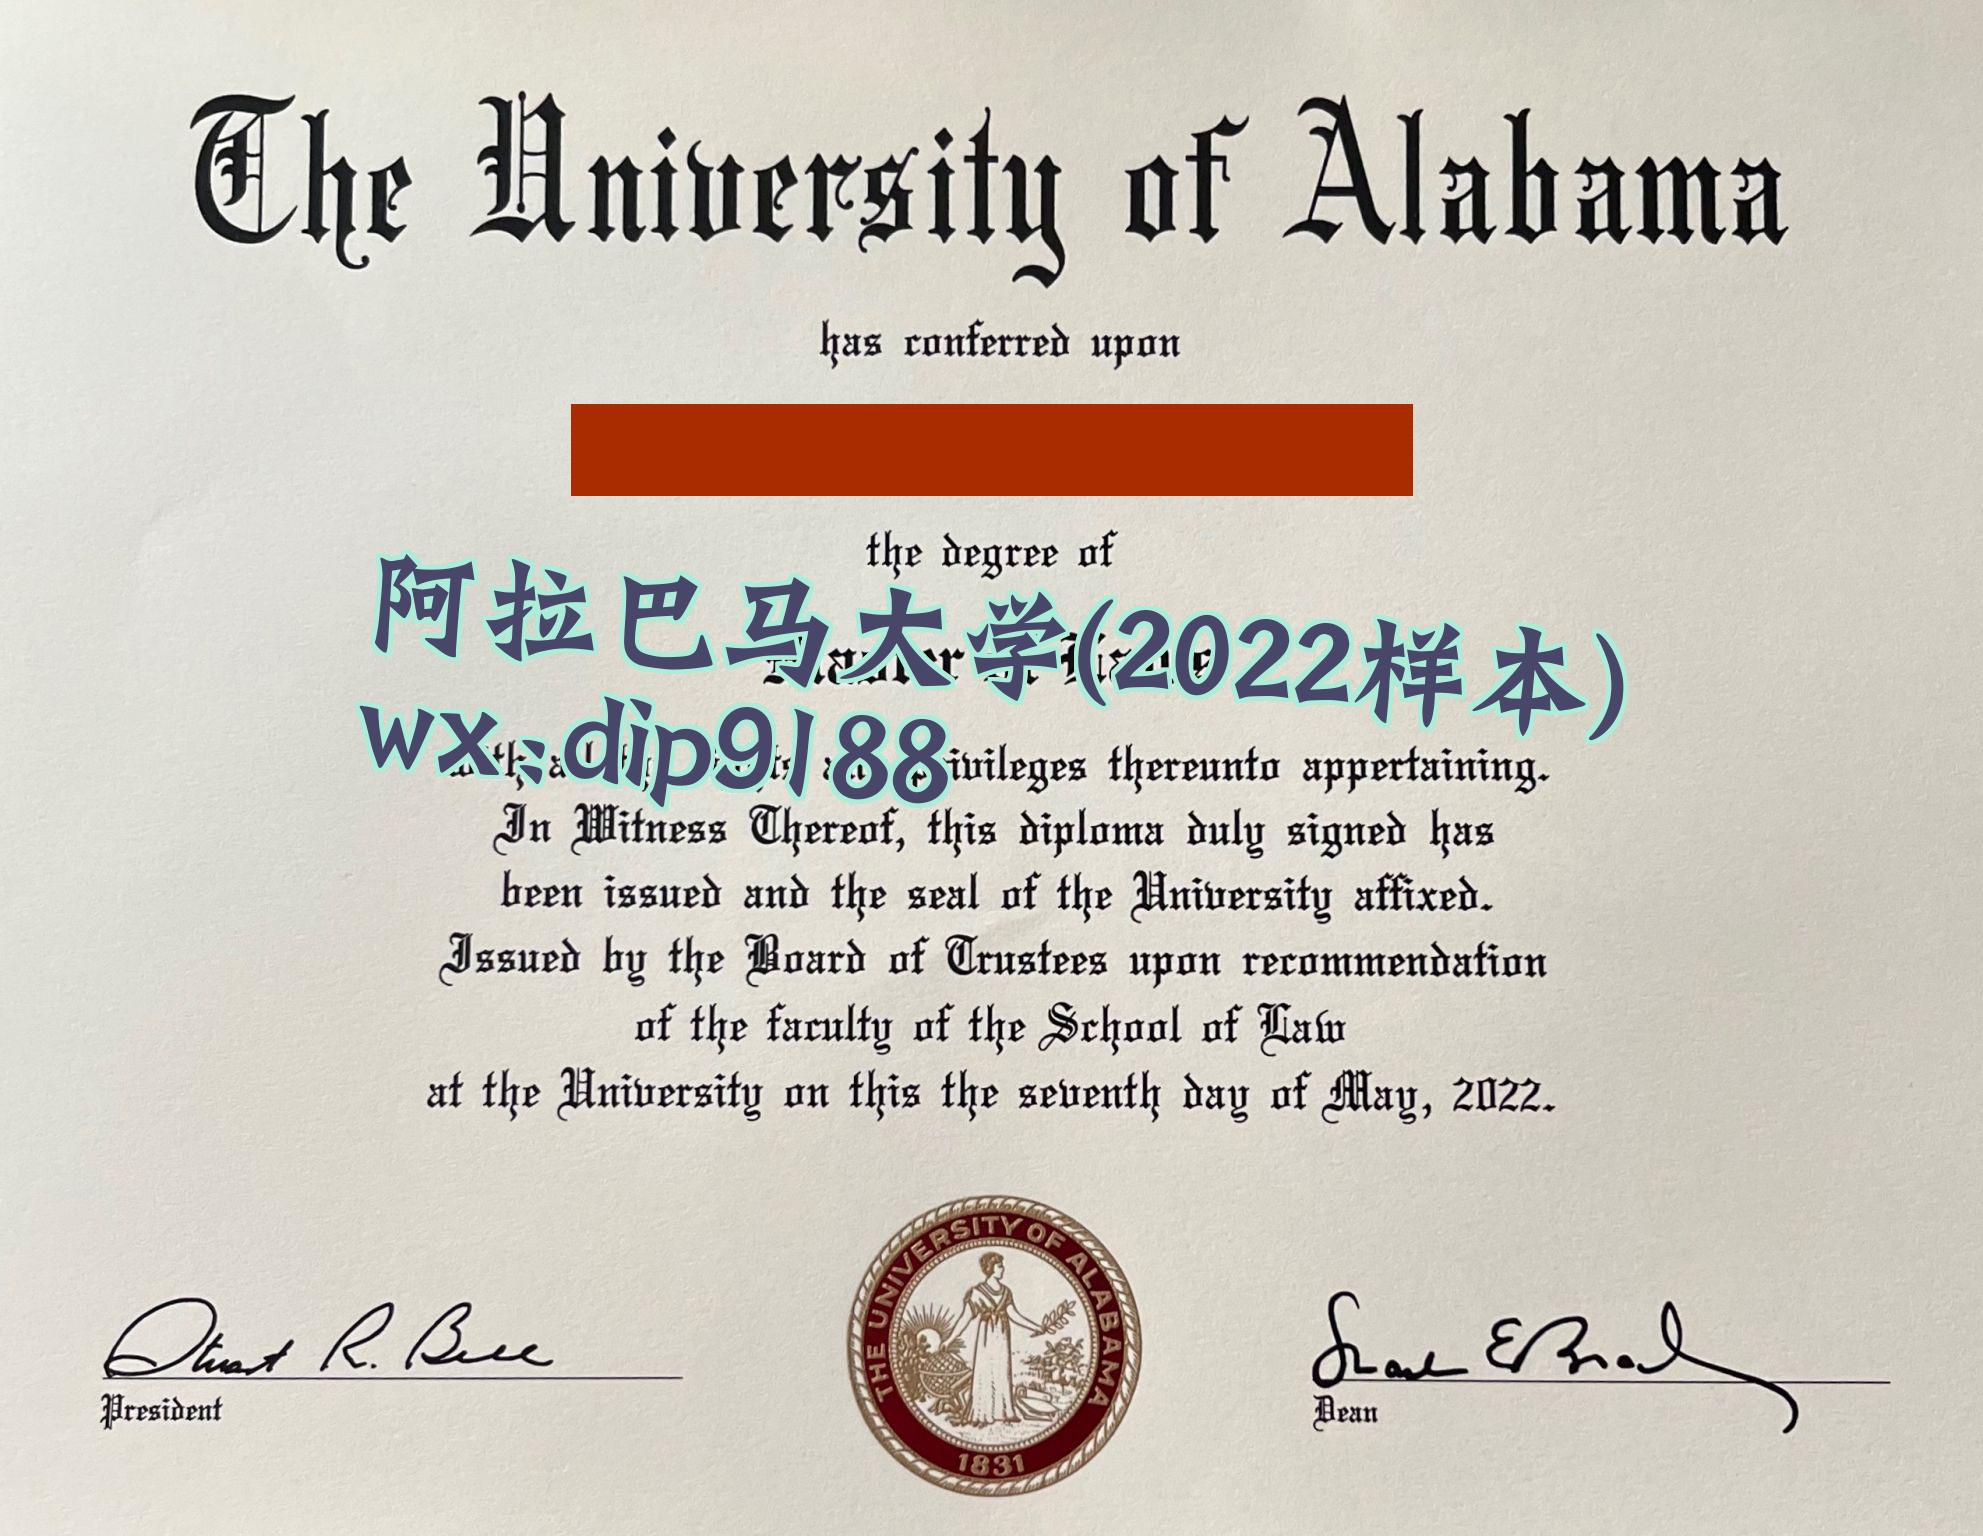 The University of Alabama
has conferred upon
the degree of
阿拉巴马大学(2022样本)
wx:dip9188
privileges thereunto appertaining.
In Witness Thereof, this diploma duly signed has
been issued and the seal of the University affixed.
Issued by the Board of Trustees upon recommendation
of the faculty of the School of Law
at the University on this the seventh day of May, 2022.
Stuart R. Bell
President
THE UNIVERSITY OF ALABAMA
1831
Dean